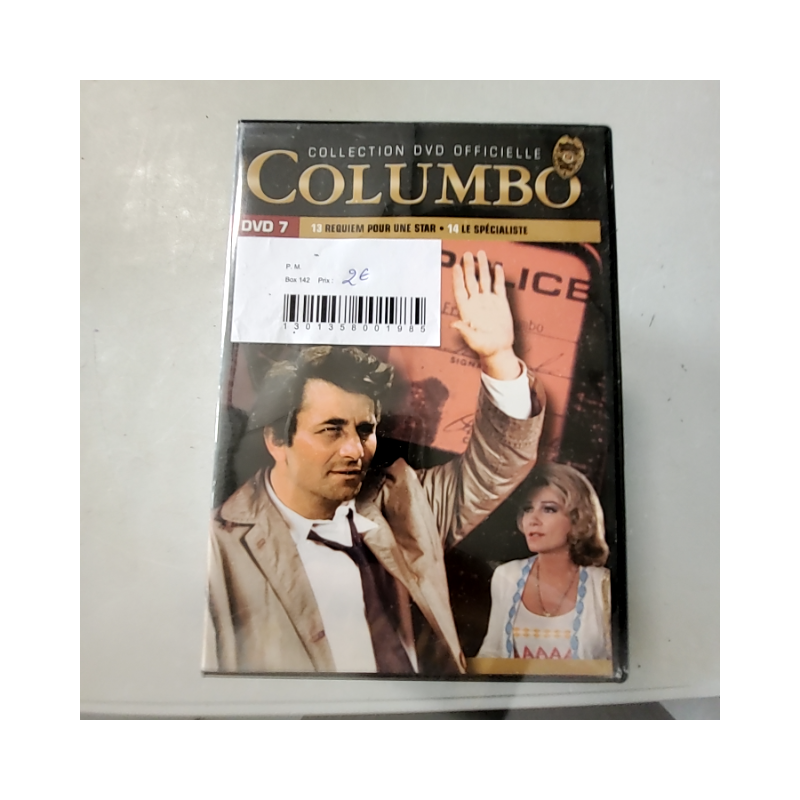 COLLECTION DVD OFFICIELLE
COLUMBO
DVD 7
13 REQUIEM POUR UNE STAR • 14 LE SPÉCIALISTE
P. M.
Box 142 Prix : 2€
1301358001985
POLICE
SIGN